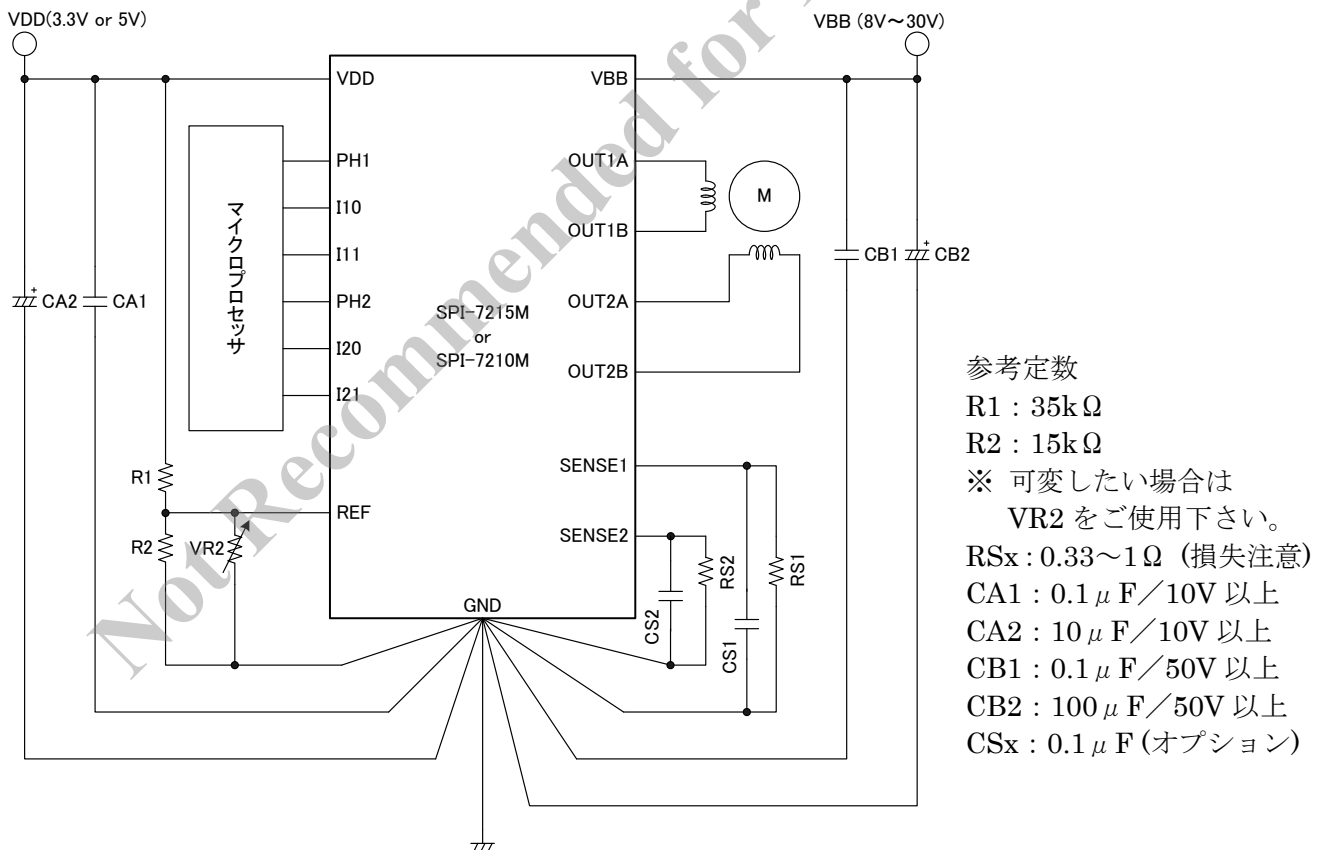 VDD(3.3V or 5V)
VBB (8V～30V)
VDD
VBB
マイクロプロセッサ
PH1
I10
I11
PH2
I20
I21
REF
OUT1A
OUT1B
OUT2A
OUT2B
SENSE1
SENSE2
GND
SPI-7215M
or
SPI-7210M
M
+
CA2
CA1
CB1
+
CB2
R1
R2
VR2
CS2
RS2
CS1
RS1
Not Recommended for
参考定数
R1：35kΩ
R2：15kΩ
※ 可変したい場合は
VR2 をご使用下さい。
RSx：0.33～1Ω (損失注意)
CA1：0.1μF／10V 以上
CA2：10μF／10V 以上
CB1：0.1μF／50V 以上
CB2：100μF／50V 以上
CSx：0.1μF (オプション)